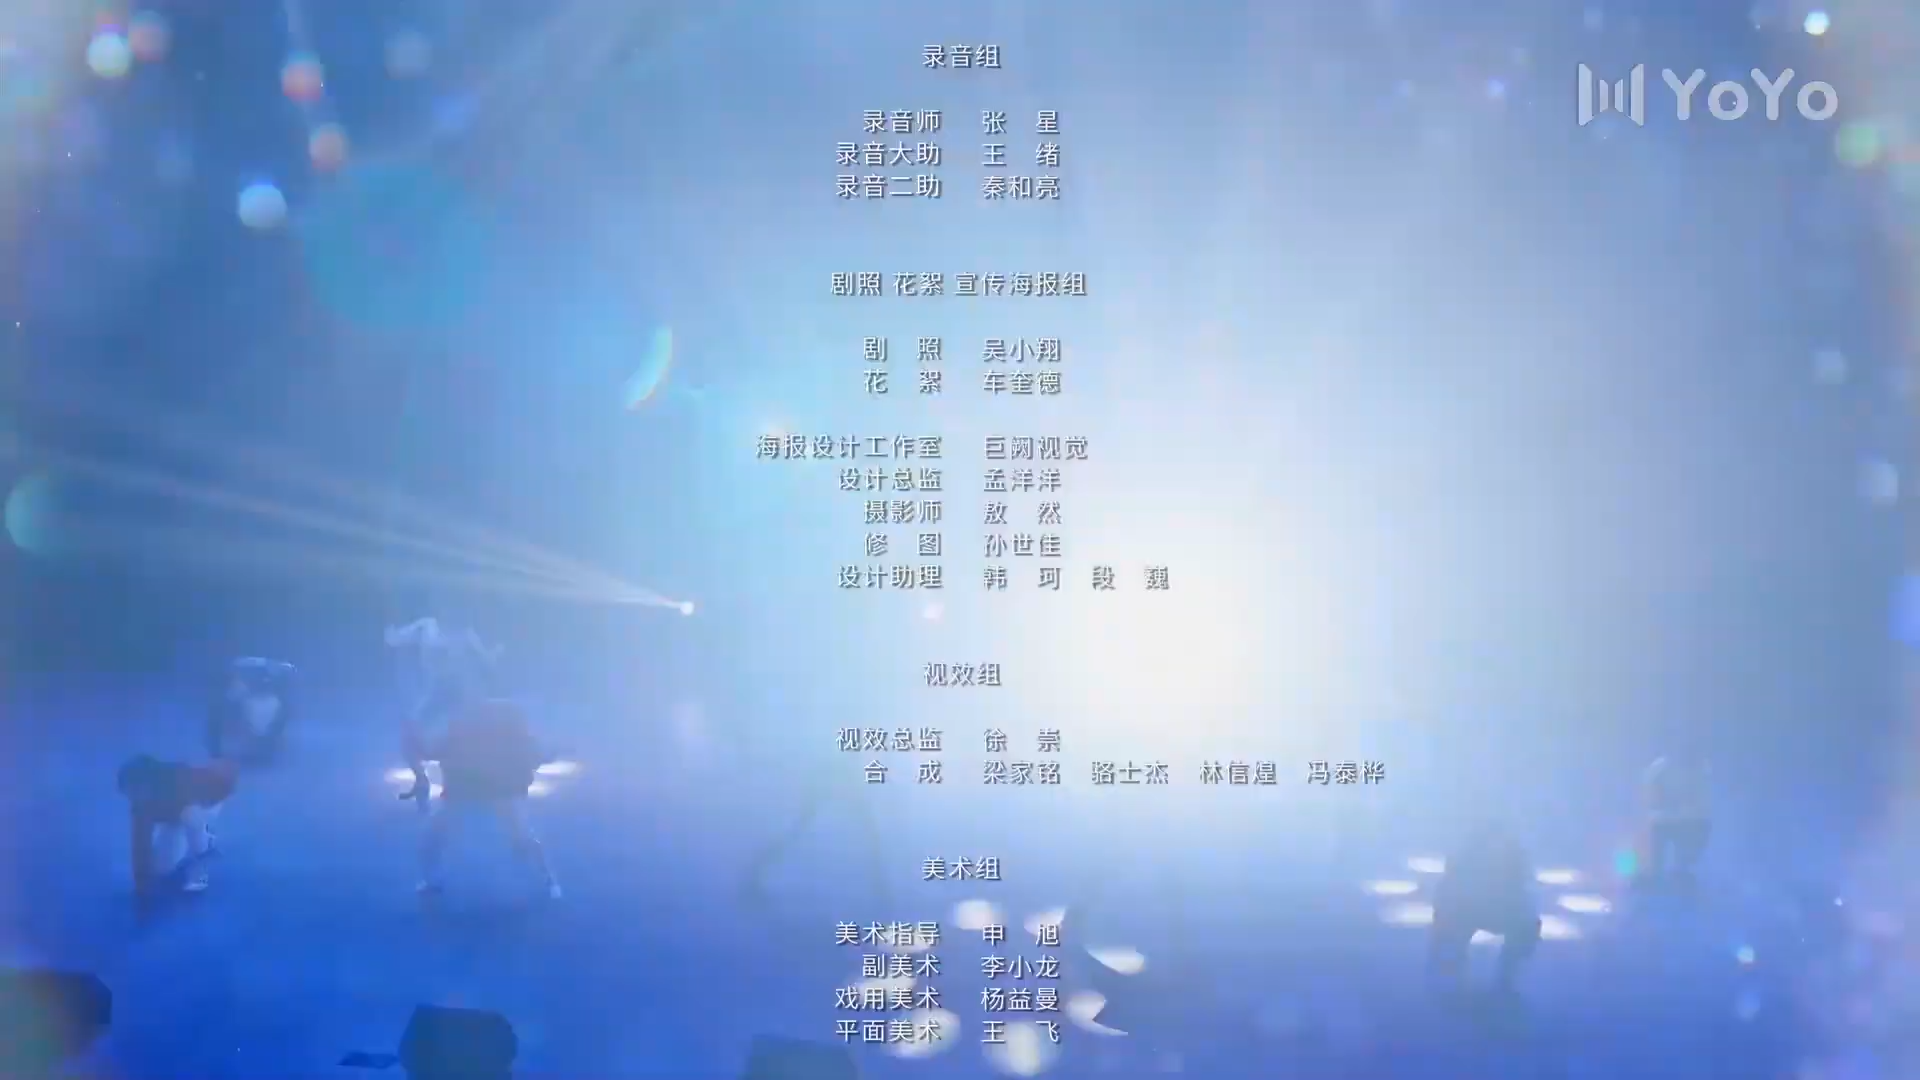 录音组
YoYo
录音师 张 星
录音大助 王 绪
录音二助 秦和亮
剧照 花絮 宣传海报组
剧 照 吴小翔
花 絮 车奎德
海报设计工作室 巨阙视觉
设计总监 孟洋洋
摄影师 敖 然
修 图 孙世佳
设计助理 韩 珂 段 巍
视效组
视效总监 徐 崇
合 成 梁家铭 骆士杰 林信煌 冯泰桦
美术组
美术指导 申 旭
副美术 李小龙
戏用美术 杨益曼
平面美术 王 飞